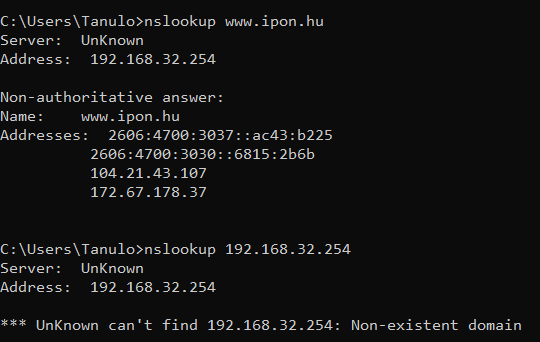 C:\Users\Tanulo>nslookup www.ipon.hu
Server:  UnKnown
Address:  192.168.32.254
Non-authoritative answer:
Name:    www.ipon.hu
Addresses:  2606:4700:3037::ac43:b225
2606:4700:3030::6815:2b6b
104.21.43.107
172.67.178.37
C:\Users\Tanulo>nslookup 192.168.32.254
Server:  UnKnown
Address:  192.168.32.254
*** UnKnown can't find 192.168.32.254: Non-existent domain